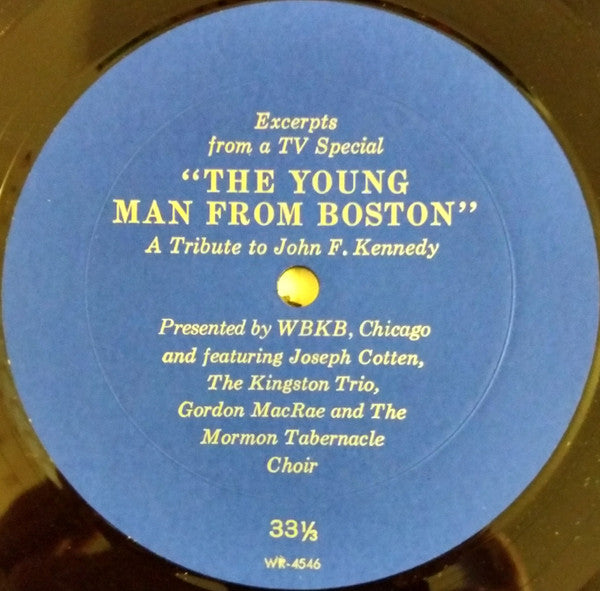 Excerpts
from a TV Special
“THE YOUNG
MAN FROM BOSTON”
A Tribute to John F. Kennedy
Presented by WBKB, Chicago
and featuring Joseph Cotten,
The Kingston Trio,
Gordon MacRae and The
Mormon Tabernacle
Choir
33⅓
WR-4546